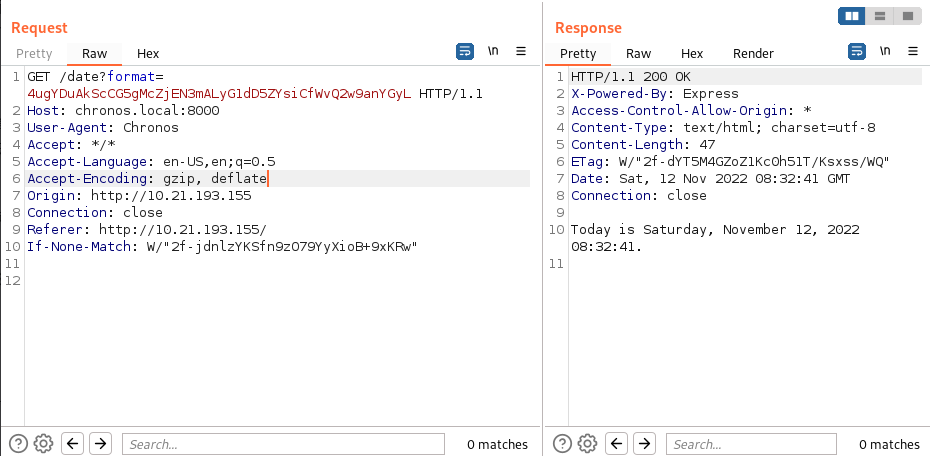 Request
Pretty Raw Hex \n
1 GET /date?format=
4ugYDuAkScCG5gMcZjEN3mALyG1dD5ZYsiCfWvQ2w9anYGyL HTTP/1.1
2 Host: chronos.local:8000
3 User-Agent: Chronos
4 Accept: */*
5 Accept-Language: en-US,en;q=0.5
6 Accept-Encoding: gzip, deflate
7 Origin: http://10.21.193.155
8 Connection: close
9 Referer: http://10.21.193.155/
10 If-None-Match: W/"2f-jdnlzYKSfn9zO79YyXioB+9xKRw"
11
12
Search...
0 matches
Response
Pretty Raw Hex Render \n
1 HTTP/1.1 200 OK
2 X-Powered-By: Express
3 Access-Control-Allow-Origin: *
4 Content-Type: text/html; charset=utf-8
5 Content-Length: 47
6 ETag: W/"2f-dYT5M4GZoZ1Kc0h51T/Ksxss/WQ"
7 Date: Sat, 12 Nov 2022 08:32:41 GMT
8 Connection: close
9
10 Today is Saturday, November 12, 2022
08:32:41.
11
Search...
0 matches